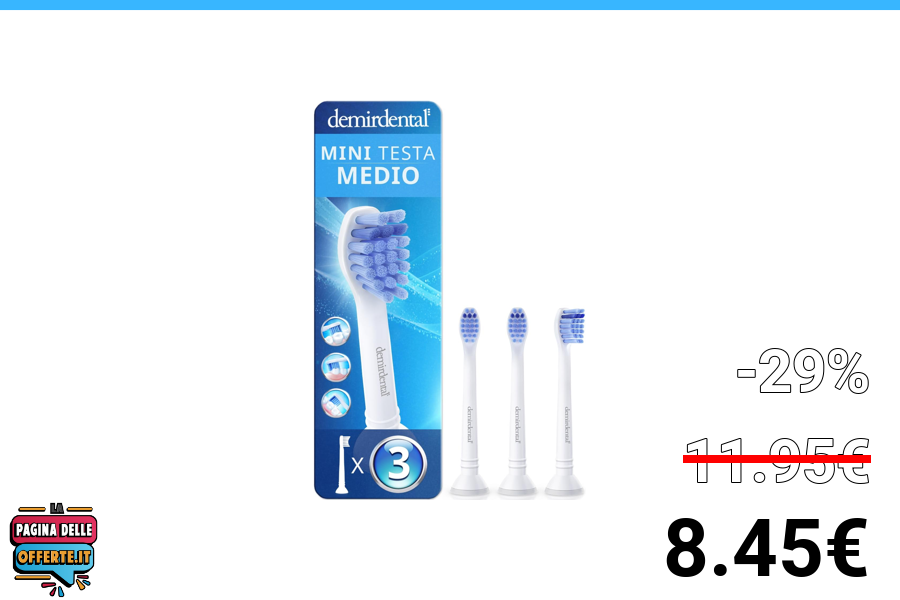 demirdental
MINI TESTA
MEDIO
demirdental
x 3
demirdental
demirdental
demirdental
-29%
11.95€
8.45€
LA
PAGINA DELLE
OFFERTE.IT